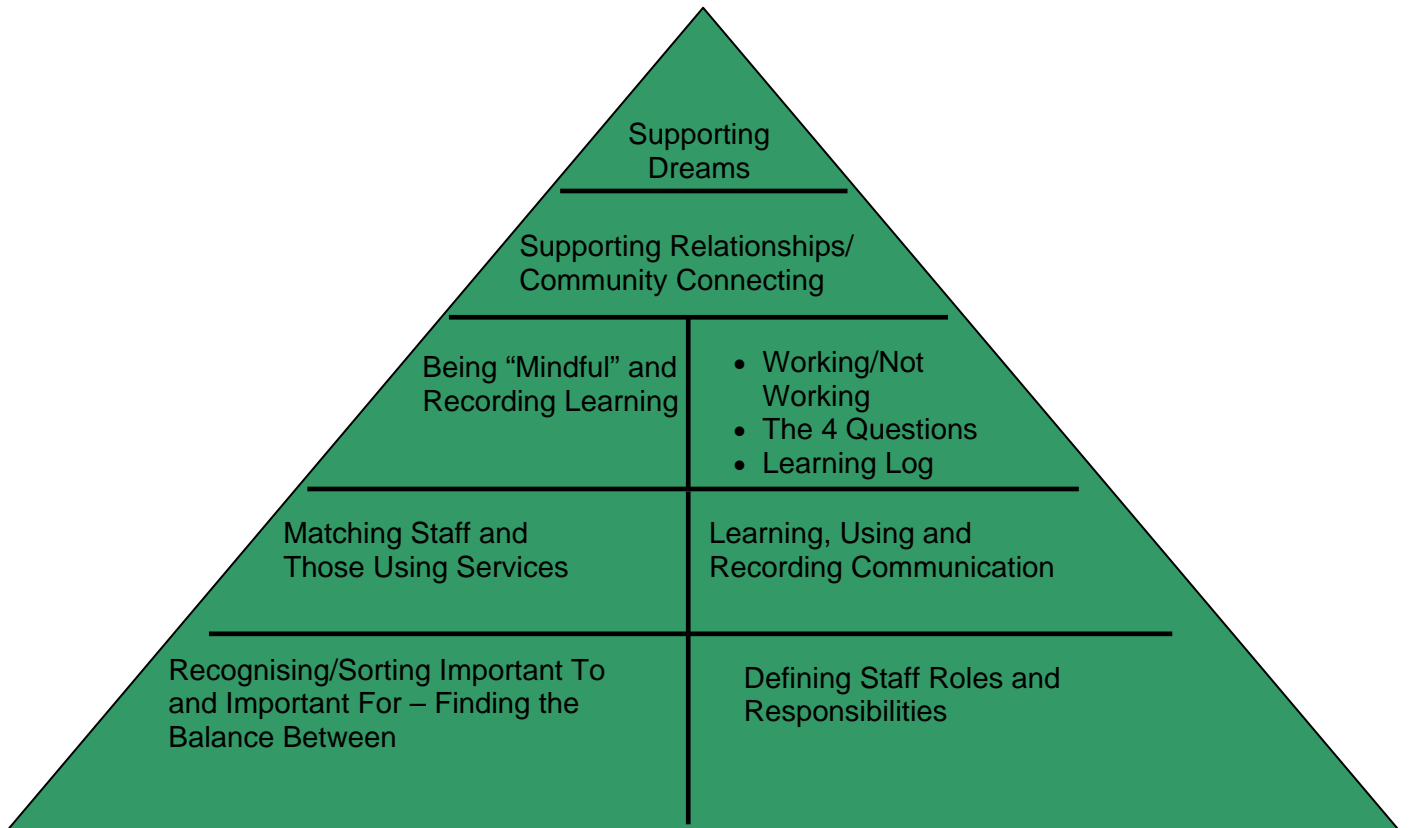 Supporting
Dreams
Supporting Relationships/
Community Connecting
Being “Mindful” and
Recording Learning
• Working/Not
Working
• The 4 Questions
• Learning Log
Matching Staff and
Those Using Services
Learning, Using and
Recording Communication
Recognising/Sorting Important To
and Important For – Finding the
Balance Between
Defining Staff Roles and
Responsibilities